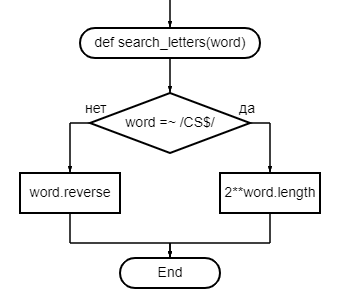 def search_letters(word)
нет
да
word =~ /CS$/
word.reverse
2**word.length
End